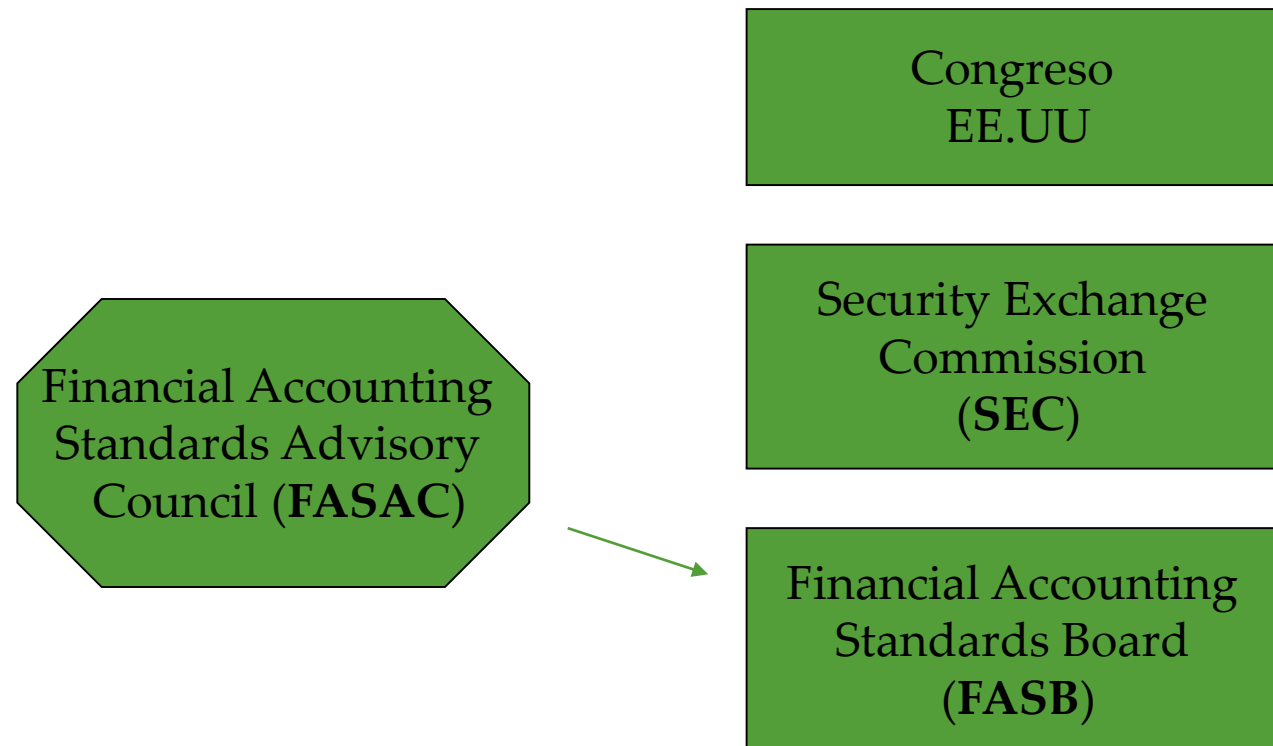 Congreso
EE.UU
Security Exchange
Commission
(SEC)
Financial Accounting
Standards Advisory
Council (FASAC)
Financial Accounting
Standards Board
(FASB)